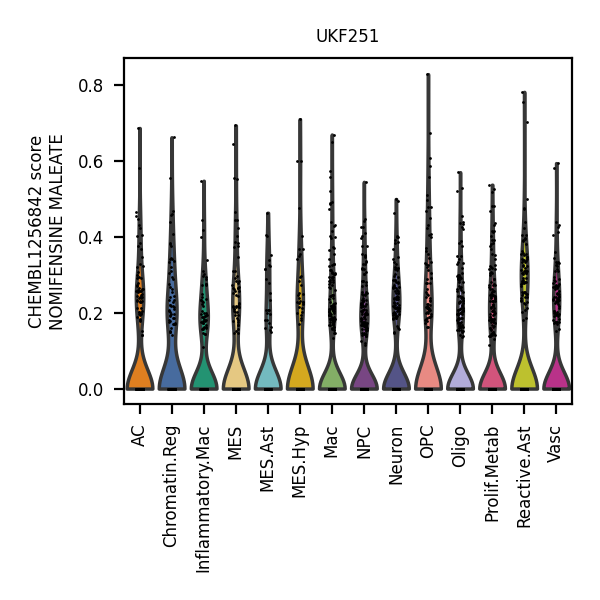 UKF251
CHEMBL1256842 score
NOMIFENSINE MALEATE
0.8
0.6
0.4
0.2
0.0
AC
Chromatin.Reg
Inflammatory.Mac
MES
MES.Ast
MES.Hyp
Mac
NPC
Neuron
OPC
Oligo
Prolif.Metab
Reactive.Ast
Vasc